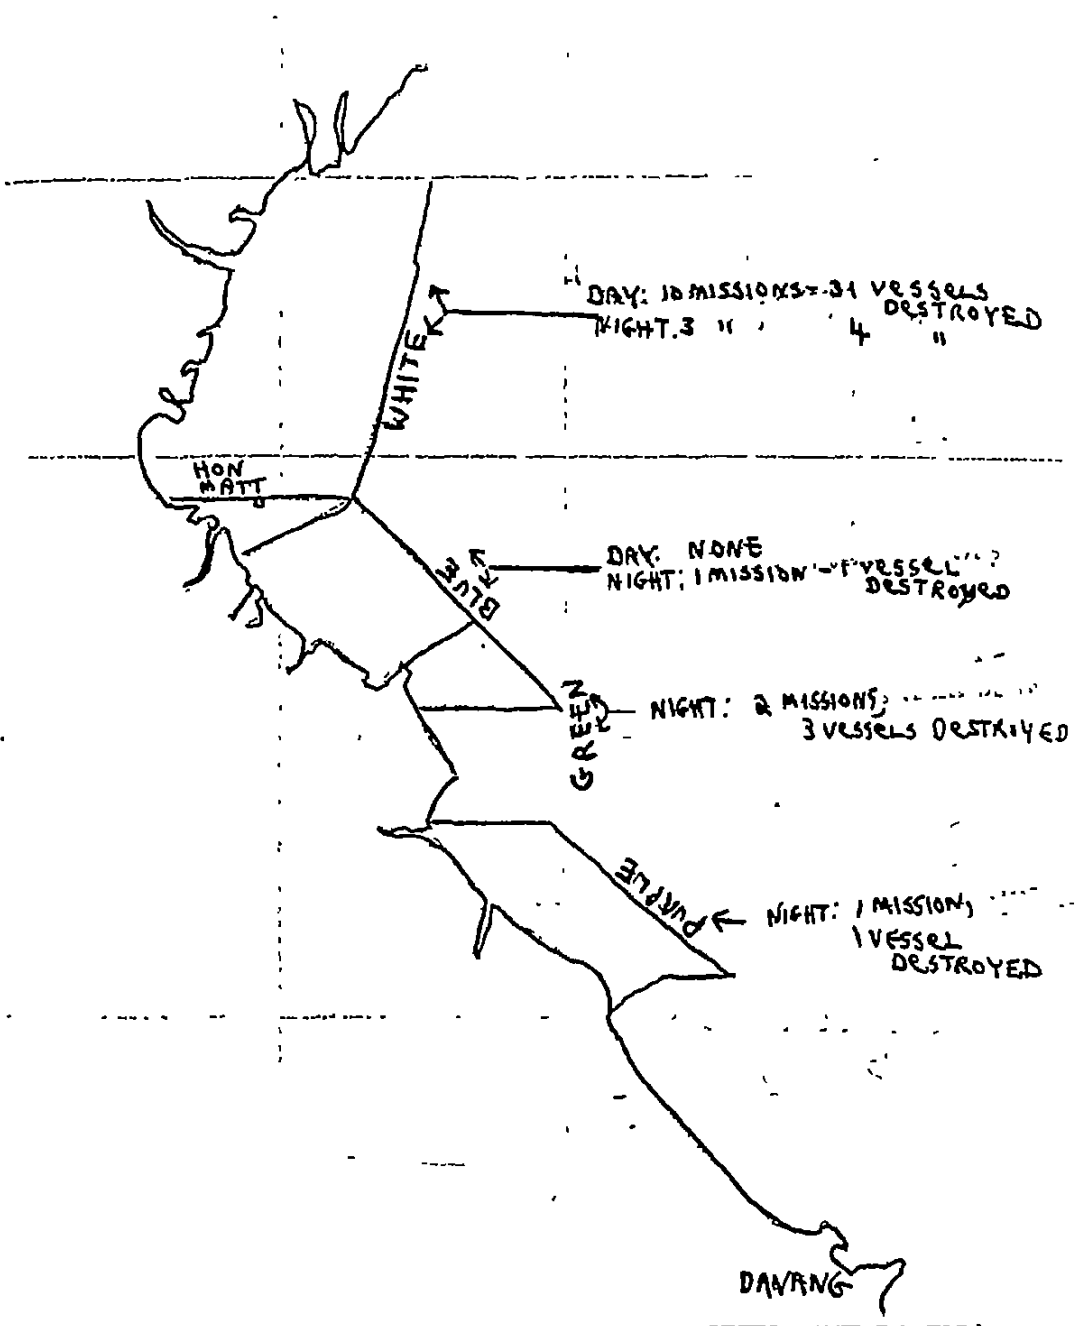 DAY: 10 MISSIONS = 31 VESSELS
DESTROYED
NIGHT. 3 " 4 "
WHITE
HON
MATT
DAY: NONE
NIGHT; 1 MISSION - 1 VESSEL
DESTROYED
BLUE
GREEN
NIGHT: 2 MISSIONS,
3 VESSELS DESTROYED
PURPLE
NIGHT: 1 MISSION,
1 VESSEL
DESTROYED
DANANG